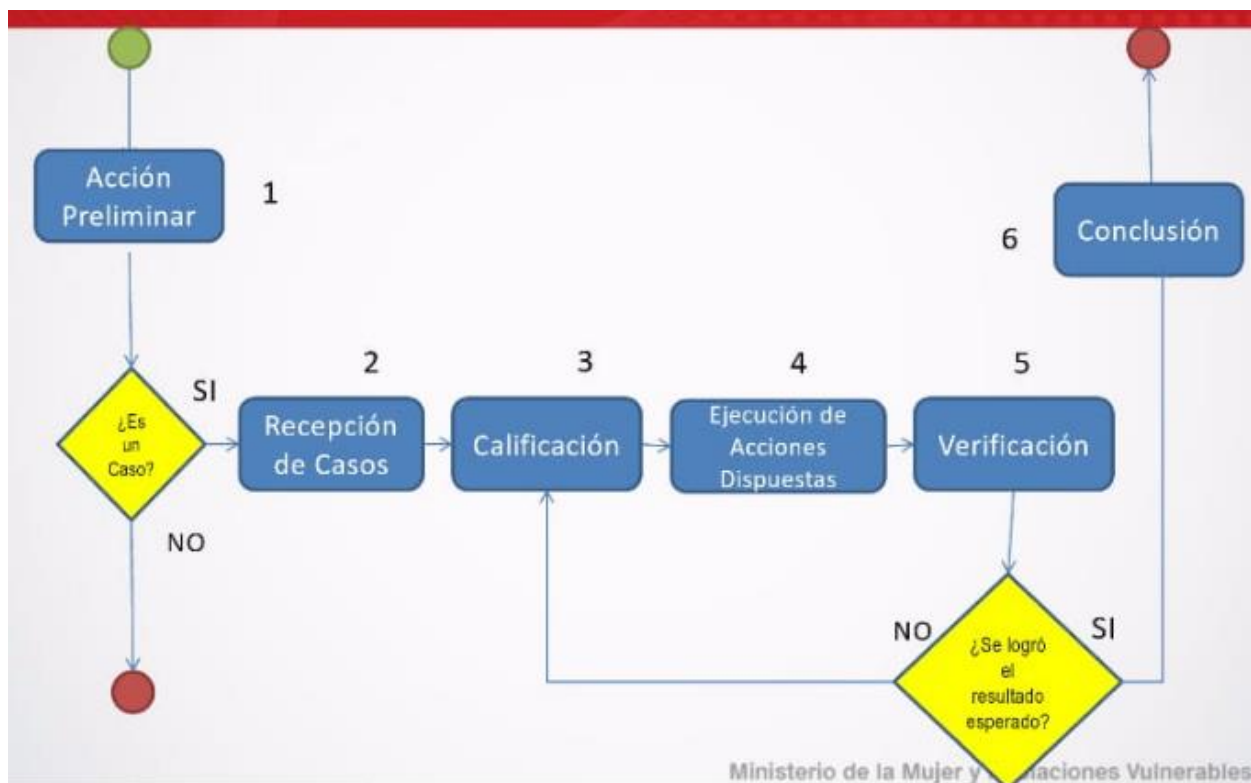 Acción
Preliminar
1
6
Conclusión
2
3
4
5
¿Es
un
Caso?
SI
Recepción
de Casos
Calificación
Ejecución de
Acciones
Dispuestas
Verificación
NO
NO
¿Se logró
el
resultado
esperado?
SI
Ministerio de la Mujer y Vulnerables